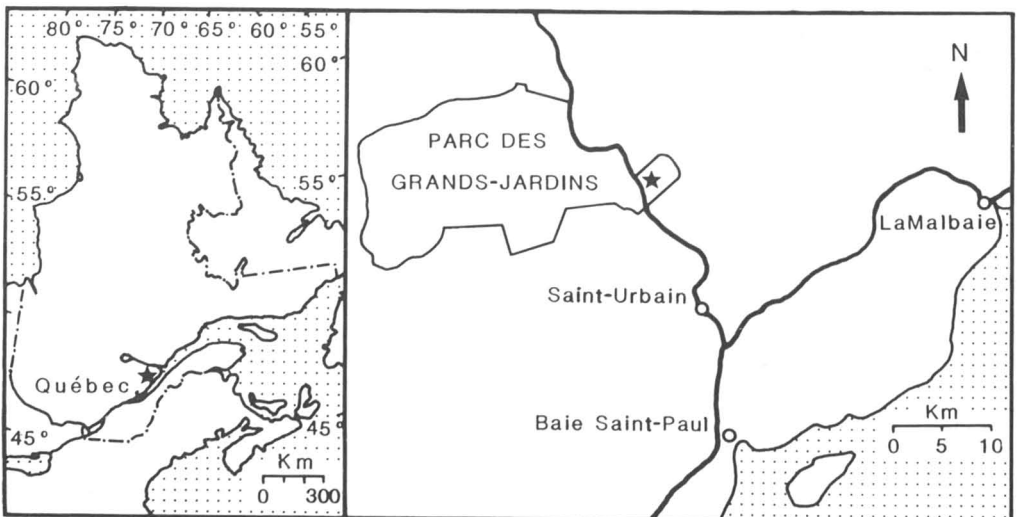 80° 75° 70° 65° 60° 55°
60°
60°
55°
55°
Québec
45°
45°
Km
0 300
N
PARC DES
GRANDS-JARDINS
LaMalbaie
Saint-Urbain
Baie Saint-Paul
Km
0 5 10